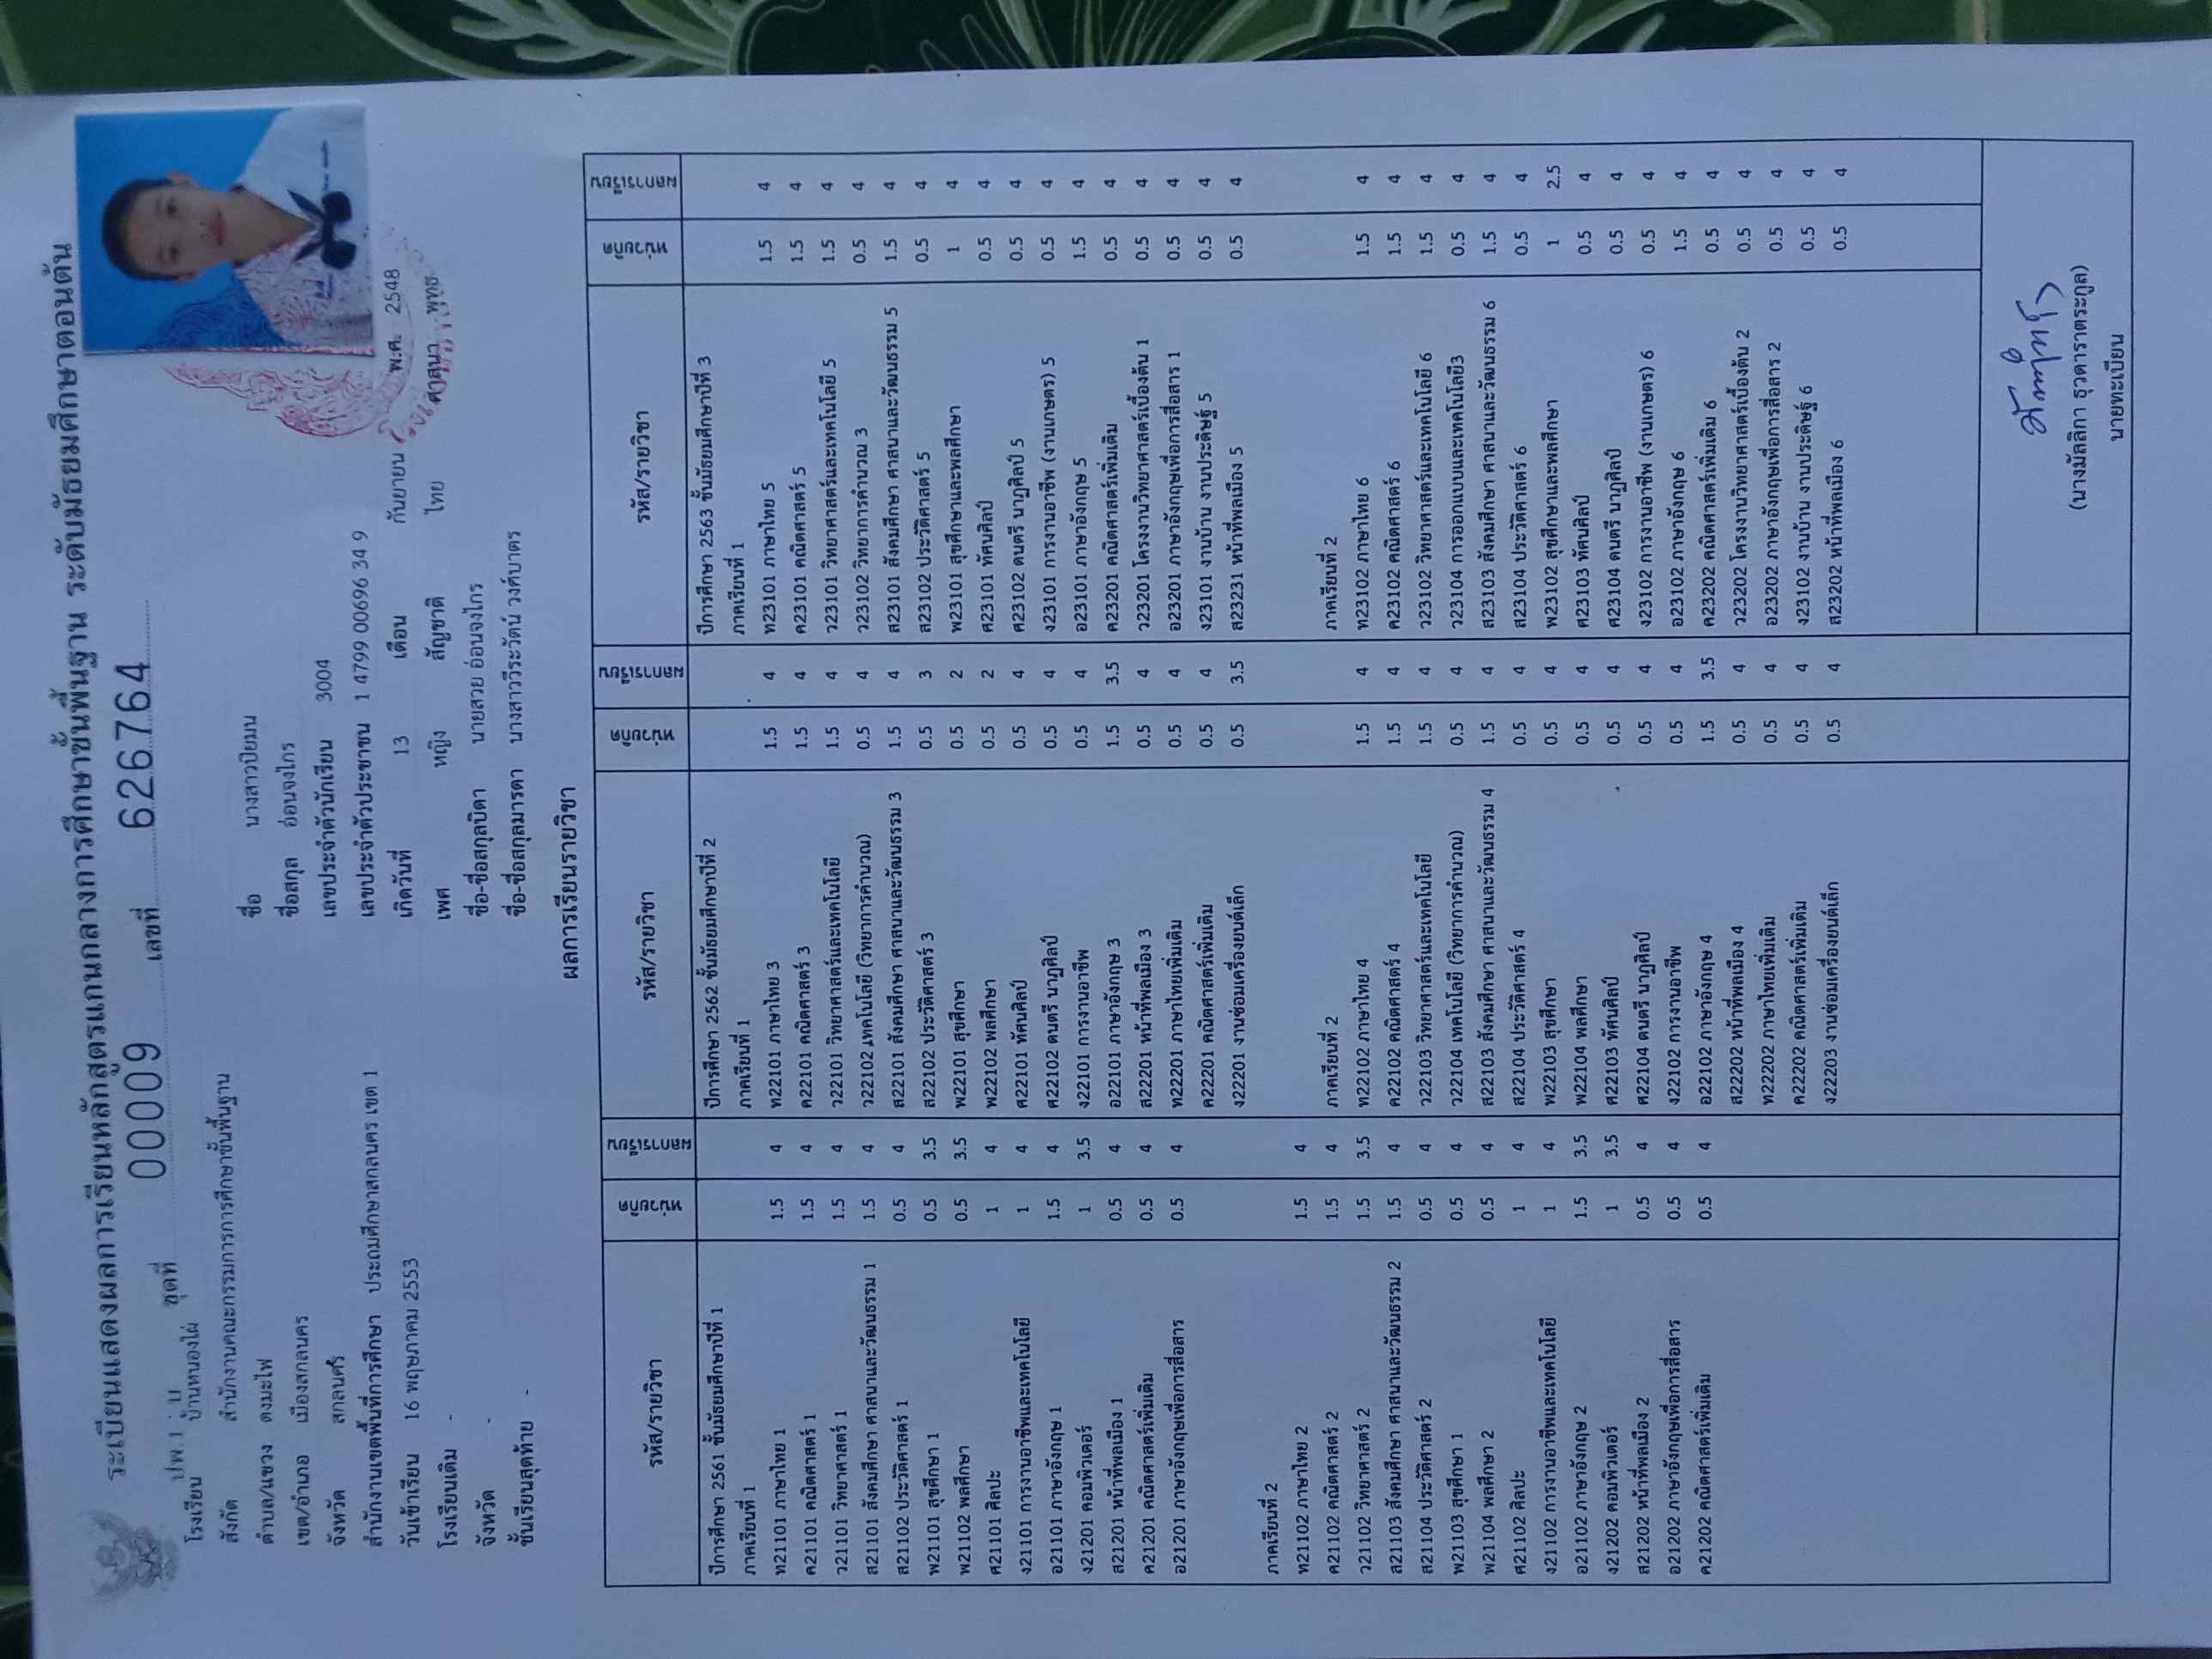 ระเบียนแสดงผลการเรียนหลักสูตรแกนกลางการศึกษาขั้นพื้นฐาน ระดับมัธยมศึกษาตอนต้น
ปพ.1 : บ ชุดที่ 00009 เลขที่ 626764
โรงเรียน บ้านหนองไผ่
สังกัด สำนักงานคณะกรรมการการศึกษาขั้นพื้นฐาน
ตำบล/แขวง ดงมะไฟ
เขต/อำเภอ เมืองสกลนคร
จังหวัด สกลนคร
สำนักงานเขตพื้นที่การศึกษา ประถมศึกษาสกลนคร เขต 1
วันเข้าเรียน 16 พฤษภาคม 2553
โรงเรียนเดิม -
จังหวัด -
ชั้นเรียนสุดท้าย -
ชื่อ นางสาวปิยมน
ชื่อสกุล อ่อนจงไกร
เลขประจำตัวนักเรียน 3004
เลขประจำตัวประชาชน 1 4799 00696 34 9
เกิดวันที่ 13 เดือน กันยายน พ.ศ. 2548
เพศ หญิง สัญชาติ ไทย ศาสนา พุทธ
ชื่อ-ชื่อสกุลบิดา นายสวย อ่อนจงไกร
ชื่อ-ชื่อสกุลมารดา นางสาววีระวัตน์ วงศ์บาตร
ผลการเรียนรายวิชา
รหัส/รายวิชา หน่วยกิต ผลการเรียน
ปีการศึกษา 2561 ชั้นมัธยมศึกษาปีที่ 1
ภาคเรียนที่ 1
ท21101 ภาษาไทย 1 1.5 4
ค21101 คณิตศาสตร์ 1 1.5 4
ว21101 วิทยาศาสตร์ 1 1.5 4
ส21101 สังคมศึกษา ศาสนาและวัฒนธรรม 1 1.5 4
ส21102 ประวัติศาสตร์ 1 0.5 4
พ21101 สุขศึกษา 1 0.5 3.5
พ21102 พลศึกษา 0.5 3.5
ศ21101 ศิลปะ 1 4
ง21101 การงานอาชีพและเทคโนโลยี 1 4
อ21101 ภาษาอังกฤษ 1 1.5 4
ง21201 คอมพิวเตอร์ 1 3.5
ส21201 หน้าที่พลเมือง 1 0.5 4
ค21201 คณิตศาสตร์เพิ่มเติม 0.5 4
อ21201 ภาษาอังกฤษเพื่อการสื่อสาร 0.5 4
ภาคเรียนที่ 2
ท21102 ภาษาไทย 2 1.5 4
ค21102 คณิตศาสตร์ 2 1.5 4
ว21102 วิทยาศาสตร์ 2 1.5 3.5
ส21103 สังคมศึกษา ศาสนาและวัฒนธรรม 2 1.5 4
ส21104 ประวัติศาสตร์ 2 0.5 4
พ21103 สุขศึกษา 1 0.5 4
พ21104 พลศึกษา 2 0.5 4
ศ21102 ศิลปะ 1 4
ง21102 การงานอาชีพและเทคโนโลยี 1 4
อ21102 ภาษาอังกฤษ 2 1.5 3.5
ง21202 คอมพิวเตอร์ 1 3.5
ส21202 หน้าที่พลเมือง 2 0.5 4
อ21202 ภาษาอังกฤษเพื่อการสื่อสาร 0.5 4
ค21202 คณิตศาสตร์เพิ่มเติม 0.5 4
รหัส/รายวิชา หน่วยกิต ผลการเรียน
ปีการศึกษา 2562 ชั้นมัธยมศึกษาปีที่ 2
ภาคเรียนที่ 1
ท22101 ภาษาไทย 3 1.5 4
ค22101 คณิตศาสตร์ 3 1.5 4
ว22101 วิทยาศาสตร์และเทคโนโลยี 1.5 4
ว22102 เทคโนโลยี (วิทยาการคำนวณ) 0.5 4
ส22101 สังคมศึกษา ศาสนาและวัฒนธรรม 3 1.5 4
ส22102 ประวัติศาสตร์ 3 0.5 3
พ22101 สุขศึกษา 0.5 2
พ22102 พลศึกษา 0.5 2
ศ22101 ทัศนศิลป์ 0.5 4
ศ22102 ดนตรี นาฏศิลป์ 0.5 4
ง22101 การงานอาชีพ 0.5 4
อ22101 ภาษาอังกฤษ 3 1.5 3.5
ส22201 หน้าที่พลเมือง 3 0.5 4
ท22201 ภาษาไทยเพิ่มเติม 0.5 4
ค22201 คณิตศาสตร์เพิ่มเติม 0.5 4
ง22201 งานซ่อมเครื่องยนต์เล็ก 0.5 3.5
ภาคเรียนที่ 2
ท22102 ภาษาไทย 4 1.5 4
ค22102 คณิตศาสตร์ 4 1.5 4
ว22103 วิทยาศาสตร์และเทคโนโลยี 1.5 4
ว22104 เทคโนโลยี (วิทยาการคำนวณ) 0.5 4
ส22103 สังคมศึกษา ศาสนาและวัฒนธรรม 4 1.5 4
ส22104 ประวัติศาสตร์ 4 0.5 4
พ22103 สุขศึกษา 0.5 4
พ22104 พลศึกษา 0.5 4
ศ22103 ทัศนศิลป์ 0.5 4
ศ22104 ดนตรี นาฏศิลป์ 0.5 4
ง22102 การงานอาชีพ 0.5 4
อ22102 ภาษาอังกฤษ 4 1.5 3.5
ส22202 หน้าที่พลเมือง 4 0.5 4
ท22202 ภาษาไทยเพิ่มเติม 0.5 4
ค22202 คณิตศาสตร์เพิ่มเติม 0.5 4
ง22203 งานซ่อมเครื่องยนต์เล็ก 0.5 4
รหัส/รายวิชา หน่วยกิต ผลการเรียน
ปีการศึกษา 2563 ชั้นมัธยมศึกษาปีที่ 3
ภาคเรียนที่ 1
ท23101 ภาษาไทย 5 1.5 4
ค23101 คณิตศาสตร์ 5 1.5 4
ว23101 วิทยาศาสตร์และเทคโนโลยี 5 1.5 4
ว23102 วิทยาการคำนวณ 3 0.5 4
ส23101 สังคมศึกษา ศาสนาและวัฒนธรรม 5 1.5 4
ส23102 ประวัติศาสตร์ 5 0.5 4
พ23101 สุขศึกษาและพลศึกษา 1 4
ศ23101 ทัศนศิลป์ 0.5 4
ศ23102 ดนตรี นาฏศิลป์ 5 0.5 4
ง23101 การงานอาชีพ (งานเกษตร) 5 0.5 4
อ23101 ภาษาอังกฤษ 5 1.5 4
ค23201 คณิตศาสตร์เพิ่มเติม 0.5 4
ว23201 โครงงานวิทยาศาสตร์เบื้องต้น 1 0.5 4
อ23201 ภาษาอังกฤษเพื่อการสื่อสาร 1 0.5 4
ง23101 งานบ้าน งานประดิษฐ์ 5 0.5 4
ส23231 หน้าที่พลเมือง 5 0.5 4
ภาคเรียนที่ 2
ท23102 ภาษาไทย 6 1.5 4
ค23102 คณิตศาสตร์ 6 1.5 4
ว23102 วิทยาศาสตร์และเทคโนโลยี 6 1.5 4
ว23104 การออกแบบและเทคโนโลยี3 0.5 4
ส23103 สังคมศึกษา ศาสนาและวัฒนธรรม 6 1.5 4
ส23104 ประวัติศาสตร์ 6 0.5 4
พ23102 สุขศึกษาและพลศึกษา 1 2.5
ศ23103 ทัศนศิลป์ 0.5 4
ศ23104 ดนตรี นาฏศิลป์ 0.5 4
ง23102 การงานอาชีพ (งานเกษตร) 6 0.5 4
อ23102 ภาษาอังกฤษ 6 1.5 4
ค23202 คณิตศาสตร์เพิ่มเติม 6 0.5 4
ว23202 โครงงานวิทยาศาสตร์เบื้องต้น 2 0.5 4
อ23202 ภาษาอังกฤษเพื่อการสื่อสาร 2 0.5 4
ง23102 งานบ้าน งานประดิษฐ์ 6 0.5 4
ส23202 หน้าที่พลเมือง 6 0.5 4
(นางมัลลิกา ธุวดาราตระกูล)
นายทะเบียน